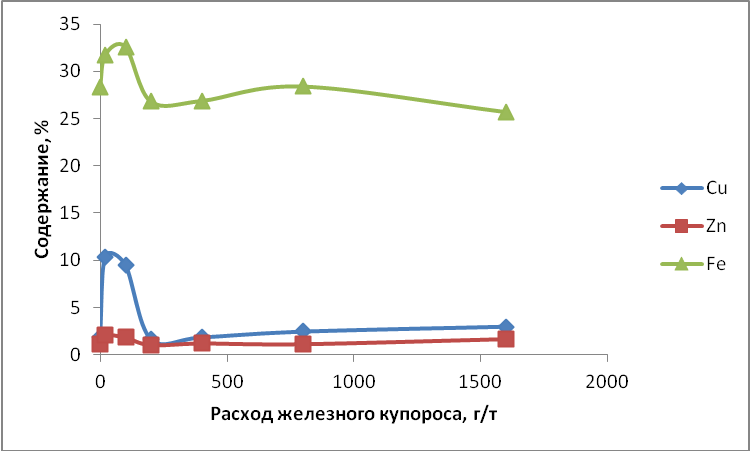 35
30
25
20
15
10
5
0
Содержание, %
0 500 1000 1500 2000
Расход железного купороса, г/т
Cu
Zn
Fe